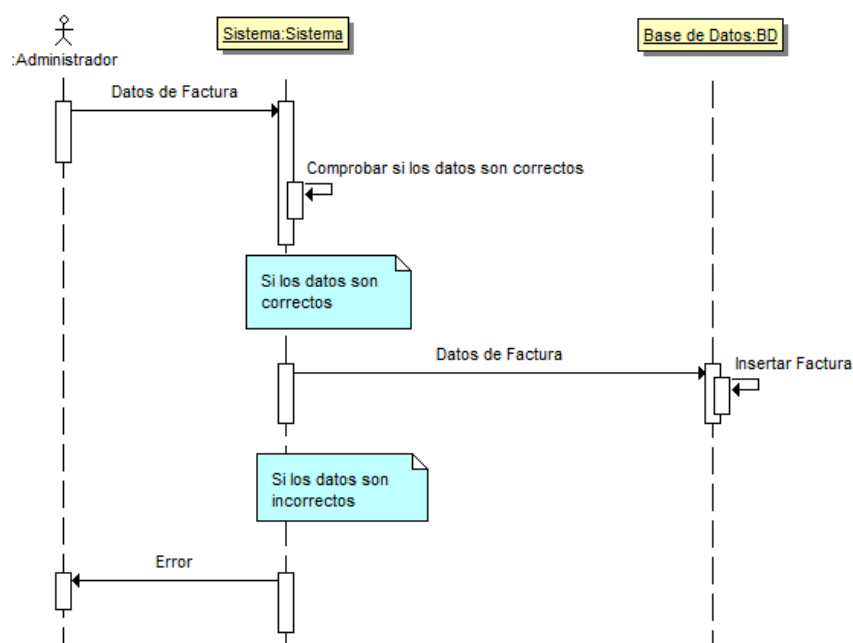 :Administrador
Sistema:Sistema
Base de Datos:BD
Datos de Factura
Comprobar si los datos son correctos
Si los datos son
correctos
Datos de Factura
Insertar Factura
Si los datos son
incorrectos
Error